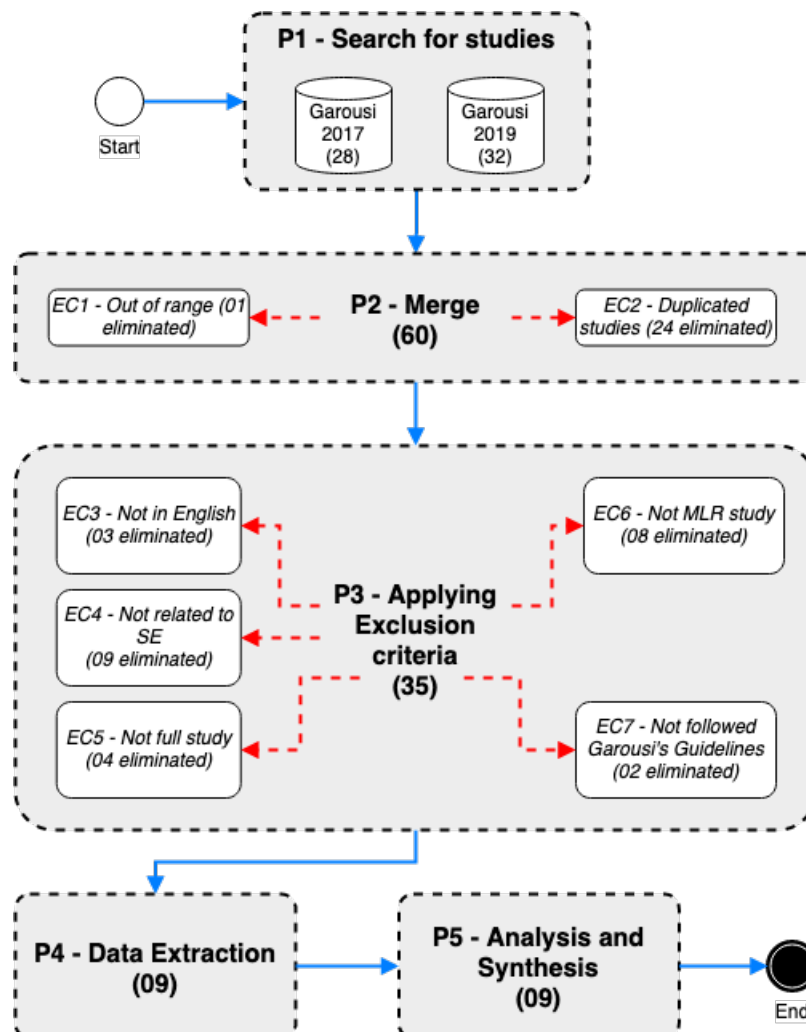 P1 - Search for studies
Garousi
2017
(28)
Garousi
2019
(32)
Start
P2 - Merge
(60)
EC1 - Out of range (01
eliminated)
EC2 - Duplicated
studies (24 eliminated)
EC3 - Not in English
(03 eliminated)
EC4 - Not related to
SE
(09 eliminated)
EC5 - Not full study
(04 eliminated)
P3 - Applying
Exclusion
criteria
(35)
EC6 - Not MLR study
(08 eliminated)
EC7 - Not followed
Garousi's Guidelines
(02 eliminated)
P4 - Data Extraction
(09)
P5 - Analysis and
Synthesis
(09)
End